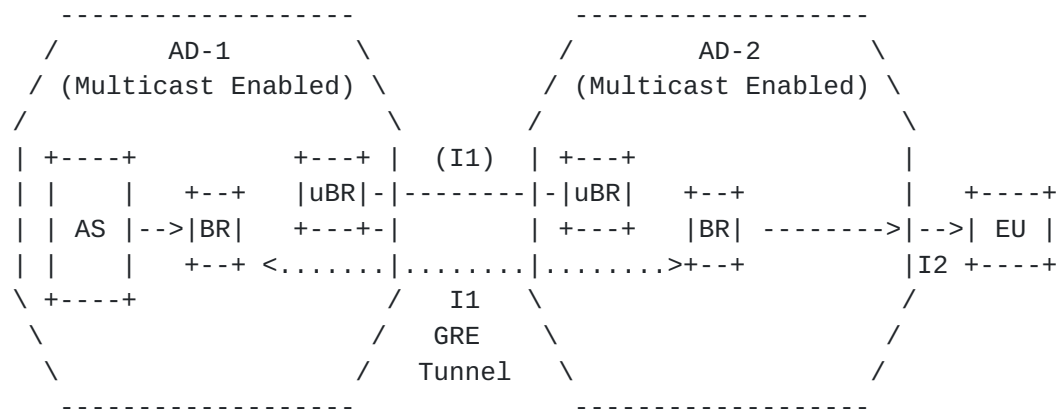 -------------------               -------------------
  /       AD-1        \             /        AD-2       \
 / (Multicast Enabled) \           / (Multicast Enabled) \
/                       \         /                       \
| +----+          +---+ |  (I1)  | +---+                  |
| |    |   +--+   |uBR|-|--------|-|uBR|   +--+           |   +----+
| | AS |-->|BR|   +---+-|        | +---+   |BR| --------->|-->| EU |
| |    |   +--+ <.......|........|........>+--+           |I2 +----+
\ +----+                /   I1   \                        /
 \                     /   GRE    \                      /
  \                   /   Tunnel   \                    /
   -------------------               -------------------